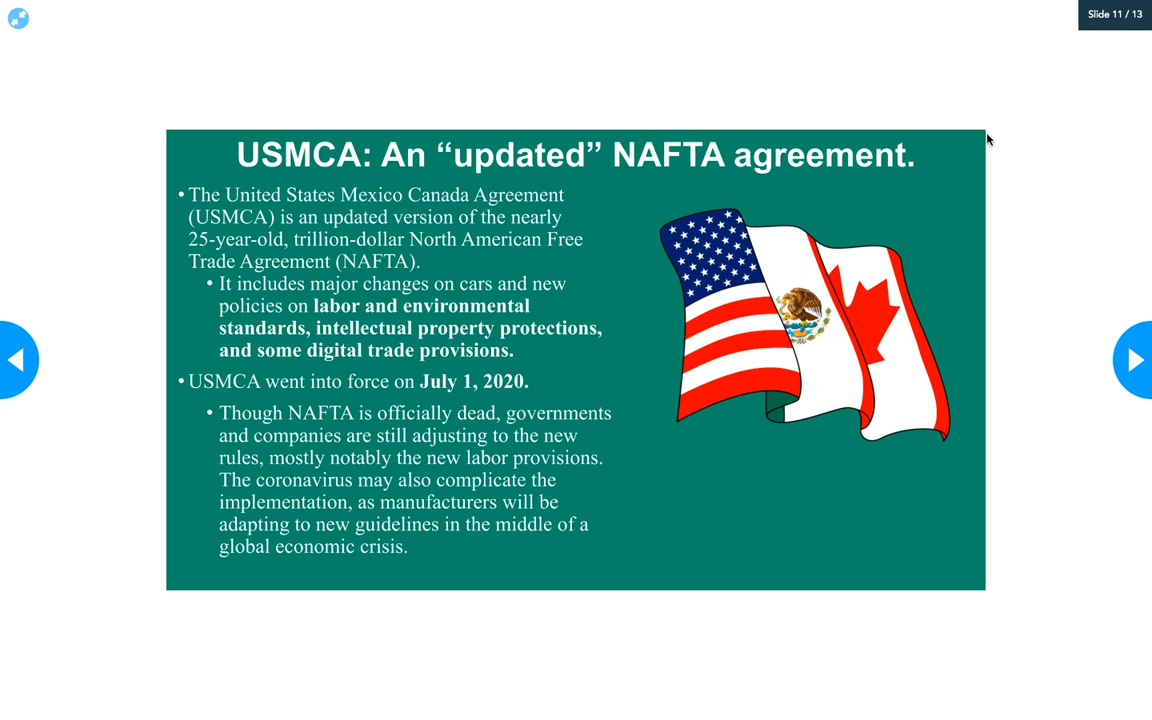 Slide 11 / 13
USMCA: An “updated” NAFTA agreement.
• The United States Mexico Canada Agreement
(USMCA) is an updated version of the nearly
25-year-old, trillion-dollar North American Free
Trade Agreement (NAFTA).
• It includes major changes on cars and new
policies on labor and environmental
standards, intellectual property protections,
and some digital trade provisions.
• USMCA went into force on July 1, 2020.
• Though NAFTA is officially dead, governments
and companies are still adjusting to the new
rules, mostly notably the new labor provisions.
The coronavirus may also complicate the
implementation, as manufacturers will be
adapting to new guidelines in the middle of a
global economic crisis.